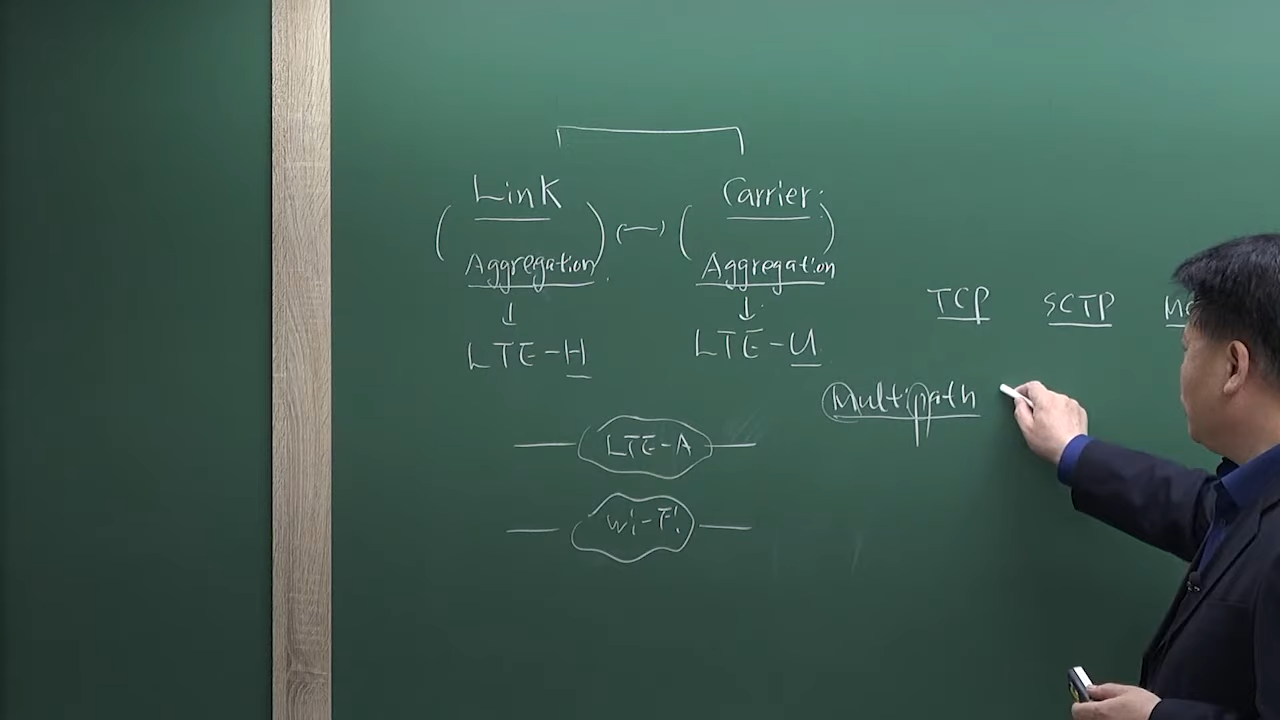 Link
Aggregation
↓
LTE-H
(—)
Carrier
Aggregation
↓
LTE-U
LTE-A
Wi-Fi
TCP SCTP
Multipath